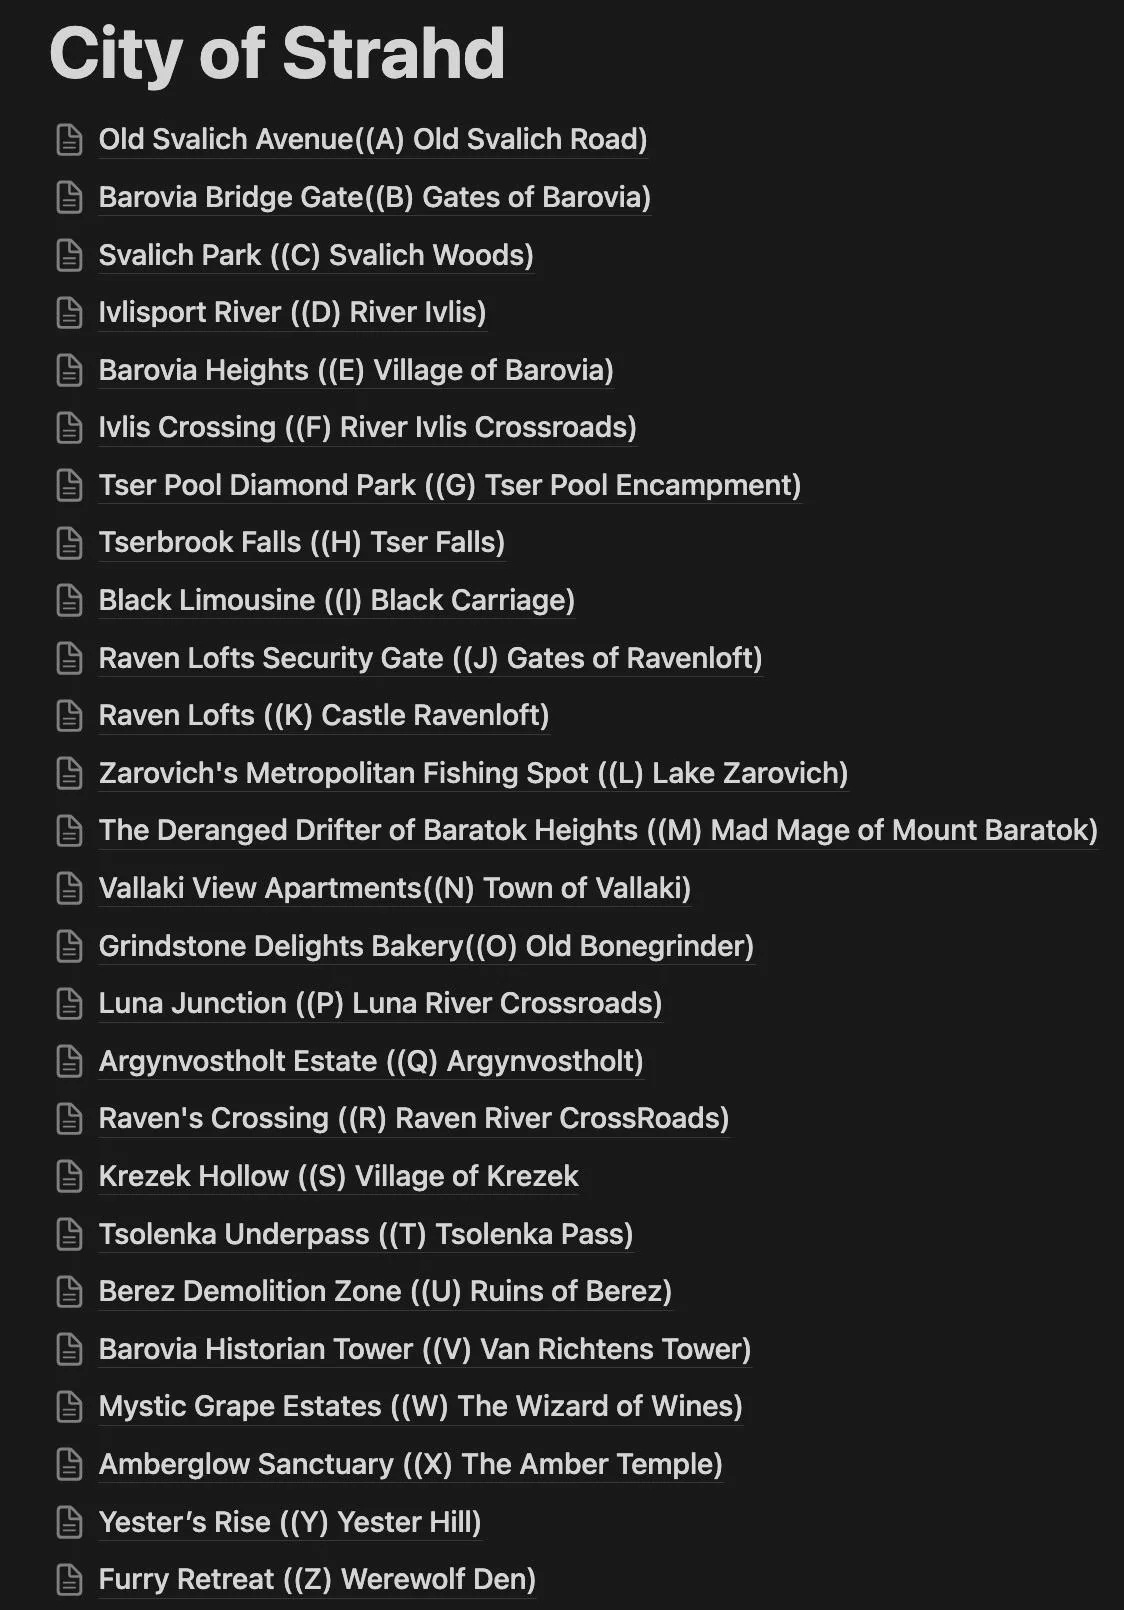 City of Strahd
Old Svalich Avenue((A) Old Svalich Road)
Barovia Bridge Gate((B) Gates of Barovia)
Svalich Park ((C) Svalich Woods)
Ivlisport River ((D) River Ivlis)
Barovia Heights ((E) Village of Barovia)
Ivlis Crossing ((F) River Ivlis Crossroads)
Tser Pool Diamond Park ((G) Tser Pool Encampment)
Tserbrook Falls ((H) Tser Falls)
Black Limousine ((I) Black Carriage)
Raven Lofts Security Gate ((J) Gates of Ravenloft)
Raven Lofts ((K) Castle Ravenloft)
Zarovich's Metropolitan Fishing Spot ((L) Lake Zarovich)
The Deranged Drifter of Baratok Heights ((M) Mad Mage of Mount Baratok)
Vallaki View Apartments((N) Town of Vallaki)
Grindstone Delights Bakery((O) Old Bonegrinder)
Luna Junction ((P) Luna River Crossroads)
Argynvostholt Estate ((Q) Argynvostholt)
Raven's Crossing ((R) Raven River CrossRoads)
Krezek Hollow ((S) Village of Krezek
Tsolenka Underpass ((T) Tsolenka Pass)
Berez Demolition Zone ((U) Ruins of Berez)
Barovia Historian Tower ((V) Van Richtens Tower)
Mystic Grape Estates ((W) The Wizard of Wines)
Amberglow Sanctuary ((X) The Amber Temple)
Yester’s Rise ((Y) Yester Hill)
Furry Retreat ((Z) Werewolf Den)